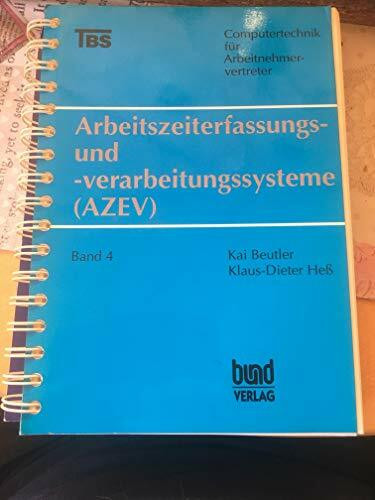 TBS
Computertechnik
für
Arbeitnehmer-
vertreter
Arbeitszeiterfassungs-
und
-verarbeitungssysteme
(AZEV)
Band 4
Kai Beutler
Klaus-Dieter Heß
bund
VERLAG